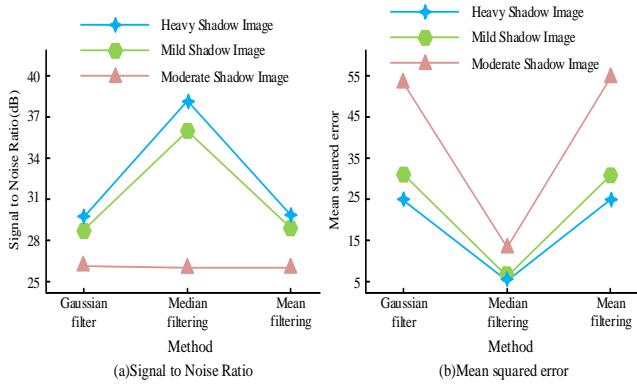 Heavy Shadow Image
Mild Shadow Image
Moderate Shadow Image
Signal to Noise Ratio(dB)
40
37
34
31
28
25
Gaussian filter
Median filtering
Mean filtering
Method
(a)Signal to Noise Ratio
Heavy Shadow Image
Mild Shadow Image
Moderate Shadow Image
Mean squared error
55
45
35
25
15
5
Gaussian filter
Median filtering
Mean filtering
Method
(b)Mean squared error